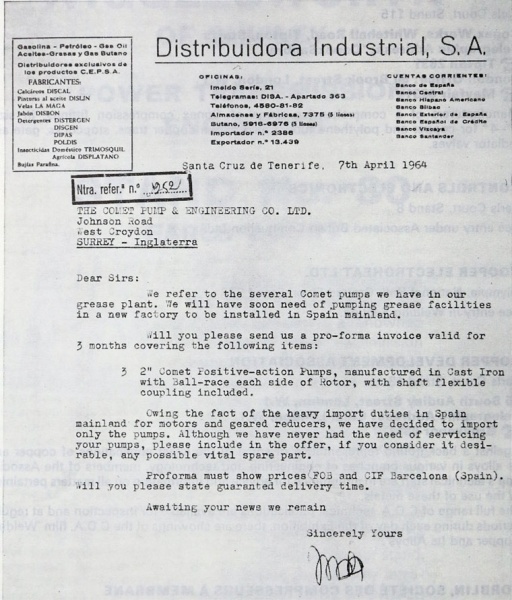 Gasolina - Petróleo - Gas Oil
Aceites-Grasas y Gas Butano
Distribuidores exclusivos de
los productos C.E.P.S.A.
FABRICANTES:
Calcáreos DISCAL
Pinturas al aceite DISLIN
Velas LA MACA
Jabón DISBON
Detergentes DISTERGEN
DISGEN
DIPAS
POLDIS
Insecticidas Doméstico TRIMOSQUIL
Agrícola DISPLATANO
Bujías Parafina.
Distribuidora Industrial, S. A.
OFICINAS:
Imeldo Serís, 21
Telegramas: DISA. - Apartado 363
Teléfonos, 4580-81-82
Almacenes y Fábricas, 7375 (5 líneas)
Butano, 5916-6976 (2 líneas)
Importador n.º 2386
Exportador n.º 13.439
CUENTAS CORRIENTES:
Banco de España
Banco Central
Banco Hispano Americano
Banco Bilbao
Banco Exterior de España
Banco Español de Crédito
Banco Vizcaya
Banco Santander
Santa Cruz de Tenerife, 7th April 1964
Ntra. refer.ª n.º
THE COMET PUMP & ENGINEERING CO. LTD.
Johnson Road
West Croydon
SURREY - Inglaterra
Dear Sirs:
We refer to the several Comet pumps we have in our
grease plant. We will have soon need of pumping grease facilities
in a new factory to be installed in Spain mainland.
Will you please send us a pro-forma invoice valid for
3 months covering the following items:
3 2" Comet Positive-action Pumps, manufactured in Cast Iron
with Ball-race each side of Rotor, with shaft flexible
coupling included.
Owing the fact of the heavy import duties in Spain
mainland for motors and geared reducers, we have decided to import
only the pumps. Although we have never had the need of servicing
your pumps, please include in the offer, if you consider it desi-
rable, any possible vital spare part.
Proforma must show prices FOB and CIF Barcelona (Spain).
Will you please state guaranted delivery time.
Awaiting your news we remain
Sincerely Yours